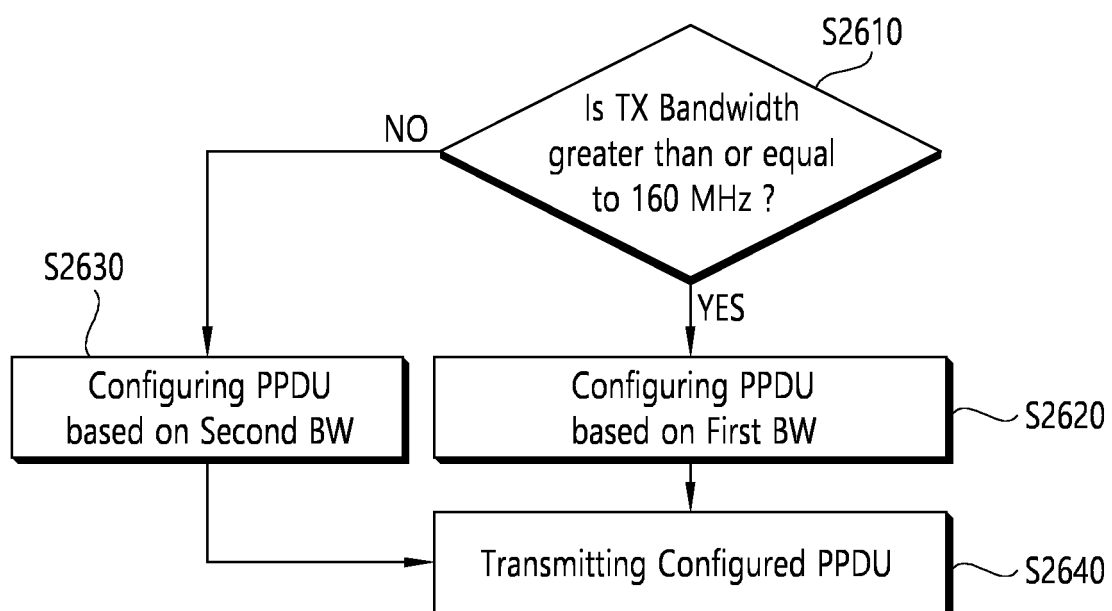 S2610
Is TX Bandwidth
greater than or equal
to 160 MHz ?
NO
YES
S2630
Configuring PPDU
based on Second BW
Configuring PPDU
based on First BW
S2620
Transmitting Configured PPDU
S2640